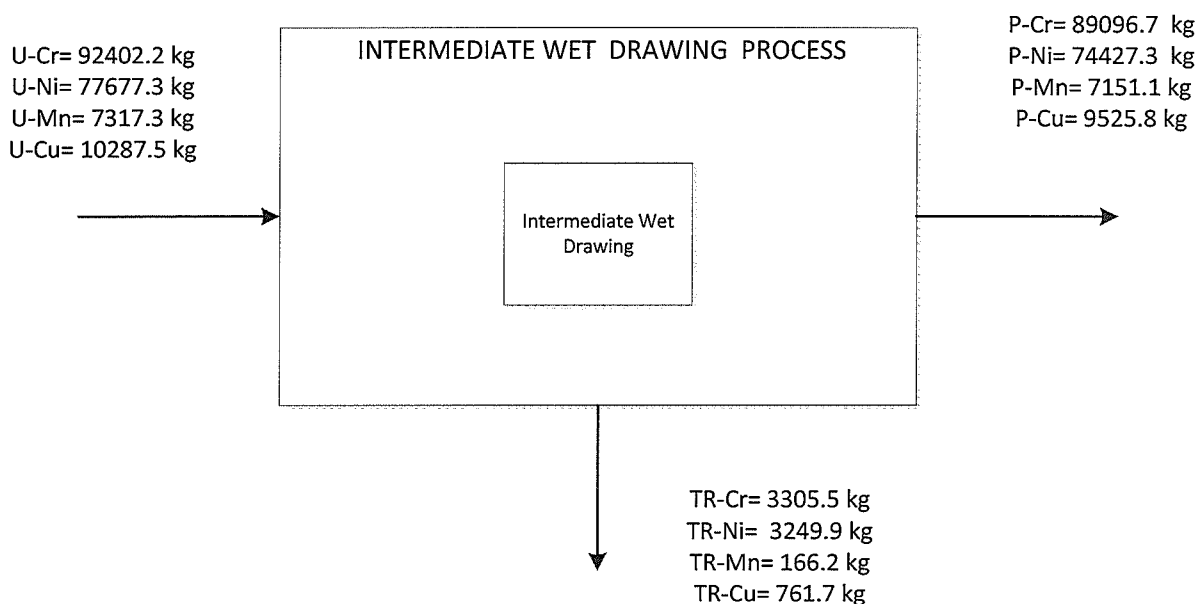 U-Cr= 92402.2 kg
U-Ni= 77677.3 kg
U-Mn= 7317.3 kg
U-Cu= 10287.5 kg
INTERMEDIATE WET DRAWING PROCESS
Intermediate Wet
Drawing
P-Cr= 89096.7 kg
P-Ni= 74427.3 kg
P-Mn= 7151.1 kg
P-Cu= 9525.8 kg
TR-Cr= 3305.5 kg
TR-Ni= 3249.9 kg
TR-Mn= 166.2 kg
TR-Cu= 761.7 kg